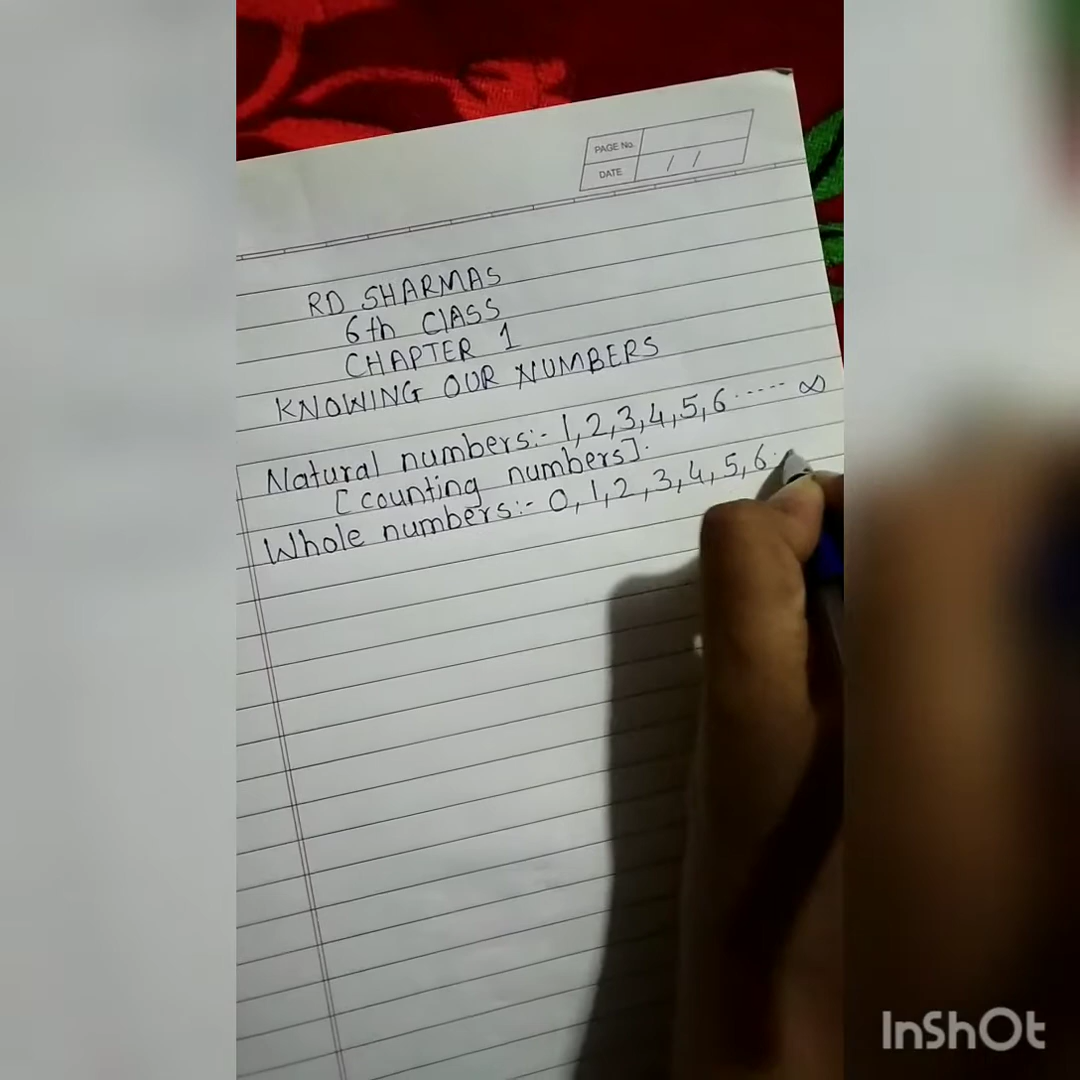 PAGE No.
DATE / /
RD SHARMAS
6th ClASS
CHAPTER 1
KNOWING OUR NUMBERS
Natural numbers:- 1,2,3,4,5,6 ..... ∞
[counting numbers].
Whole numbers:- 0,1,2,3,4,5,6..
InShOt